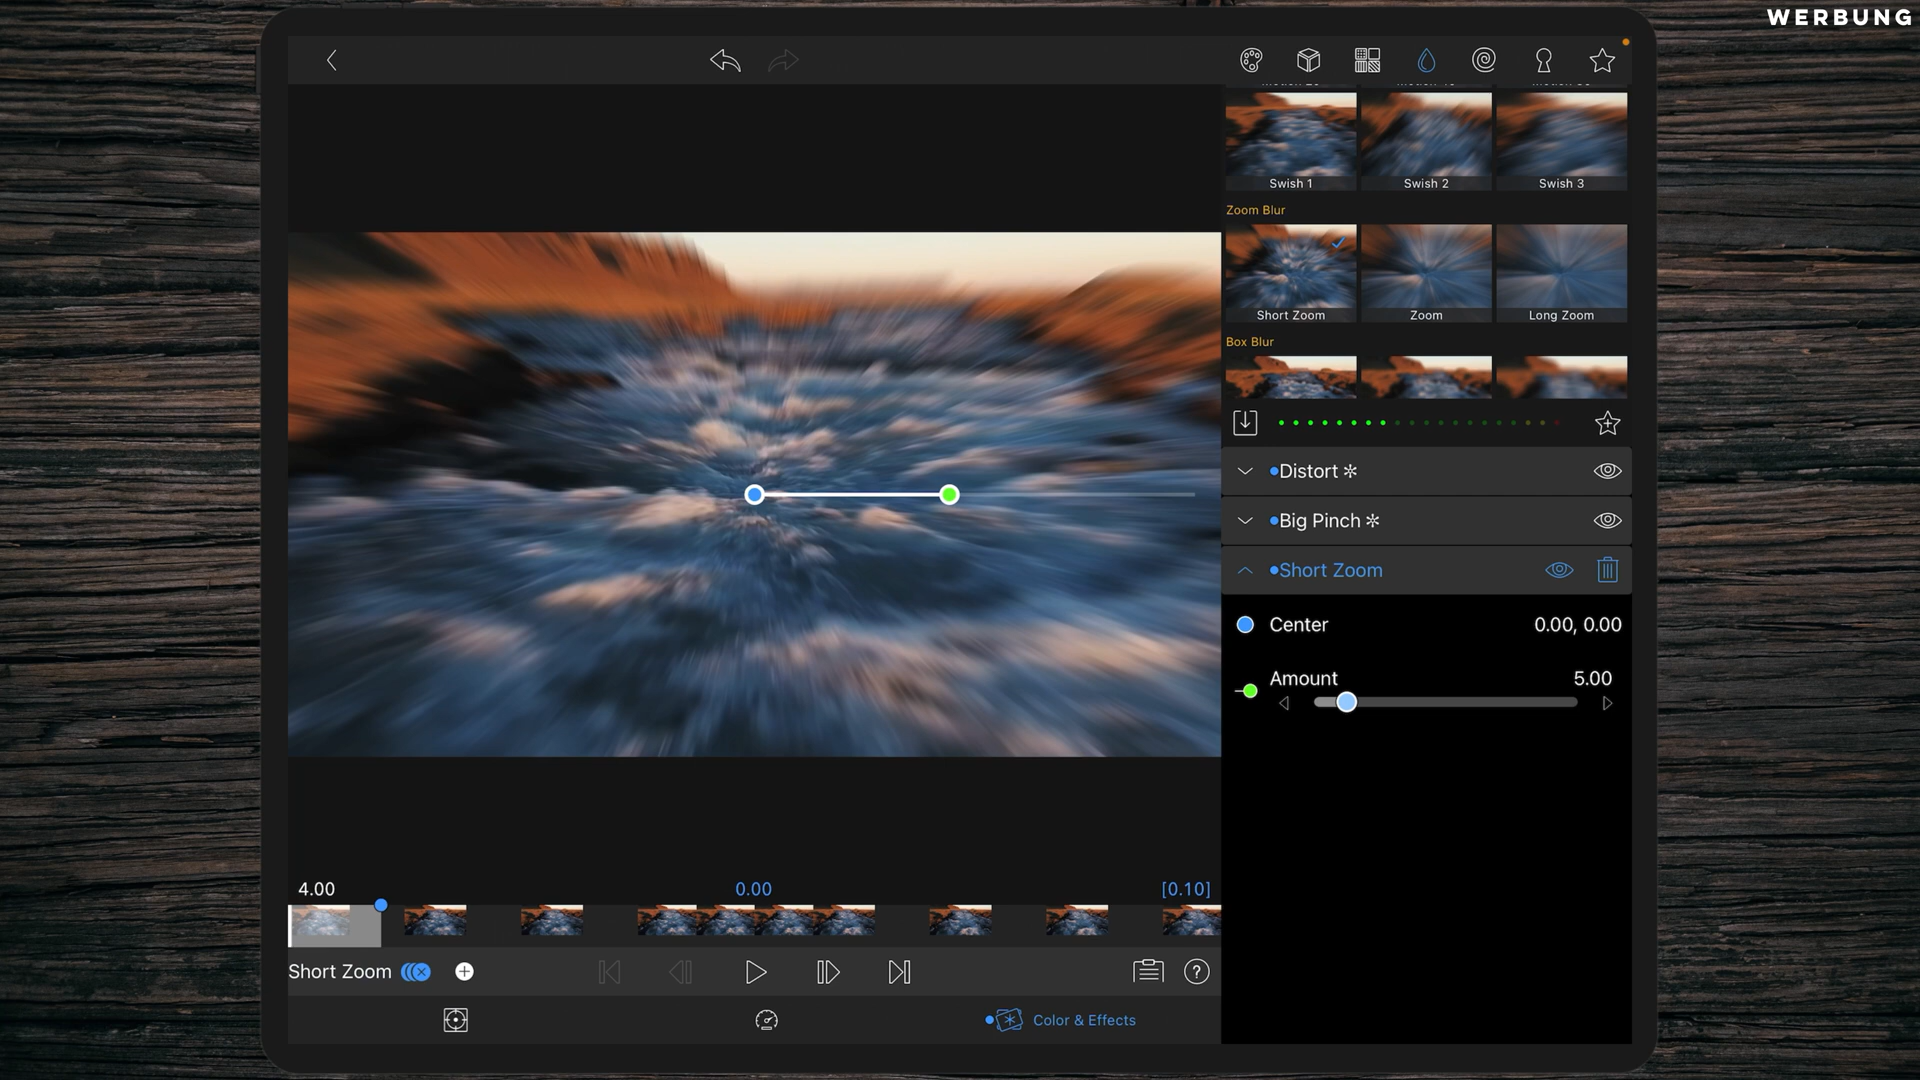 WERBUNG
Swish 1
Swish 2
Swish 3
Zoom Blur
Short Zoom
Zoom
Long Zoom
Box Blur
Distort ✻
Big Pinch ✻
Short Zoom
Center 0.00, 0.00
Amount 5.00
4.00 0.00 [0.10]
Short Zoom
Color & Effects